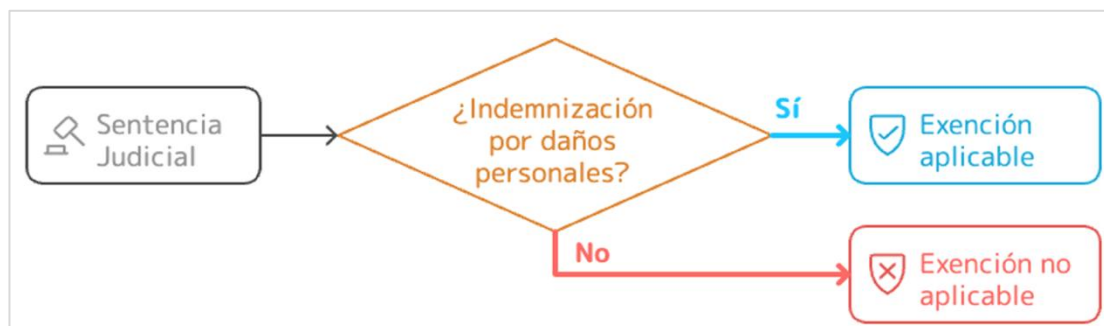 Sentencia
Judicial
¿Indemnización
por daños
personales?
Sí
Exención
aplicable
No
Exención no
aplicable